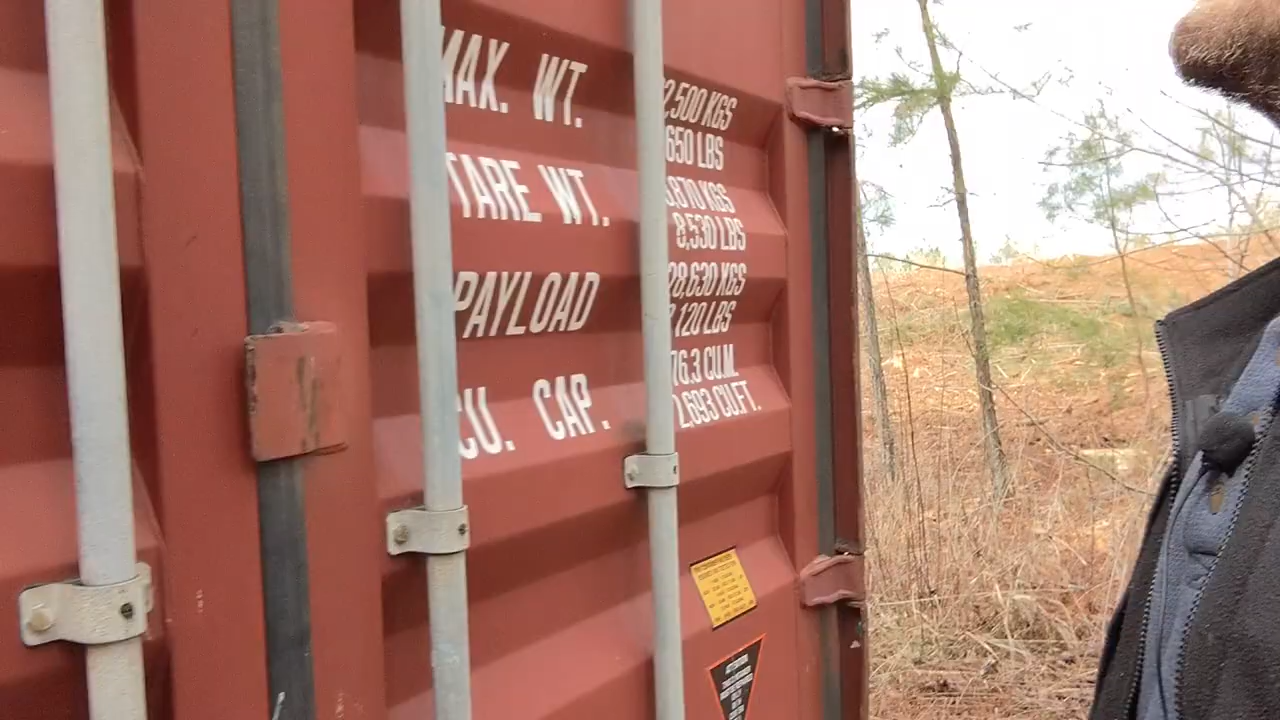 MAX. WT. 2,500 KGS
650 LBS
TARE WT. 3,870 KGS
8,530 LBS
PAYLOAD 28,630 KGS
,120 LBS
CU. CAP. 76.3 CU.M.
2,693 CU.FT.
ATTENTION